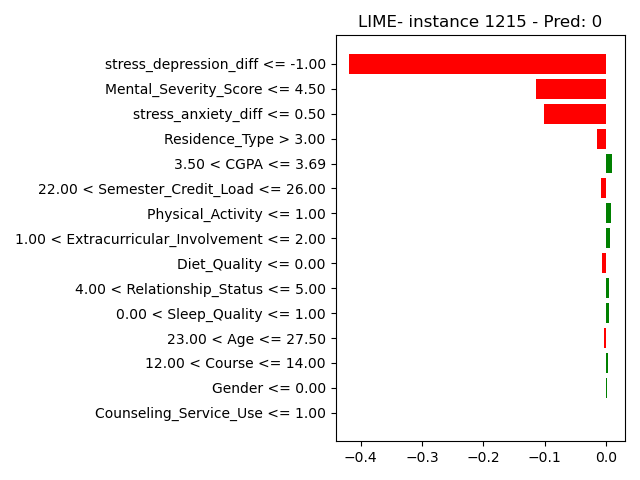 LIME- instance 1215 - Pred: 0
stress_depression_diff <= -1.00
Mental_Severity_Score <= 4.50
stress_anxiety_diff <= 0.50
Residence_Type > 3.00
3.50 < CGPA <= 3.69
22.00 < Semester_Credit_Load <= 26.00
Physical_Activity <= 1.00
1.00 < Extracurricular_Involvement <= 2.00
Diet_Quality <= 0.00
4.00 < Relationship_Status <= 5.00
0.00 < Sleep_Quality <= 1.00
23.00 < Age <= 27.50
12.00 < Course <= 14.00
Gender <= 0.00
Counseling_Service_Use <= 1.00
−0.4 −0.3 −0.2 −0.1 0.0